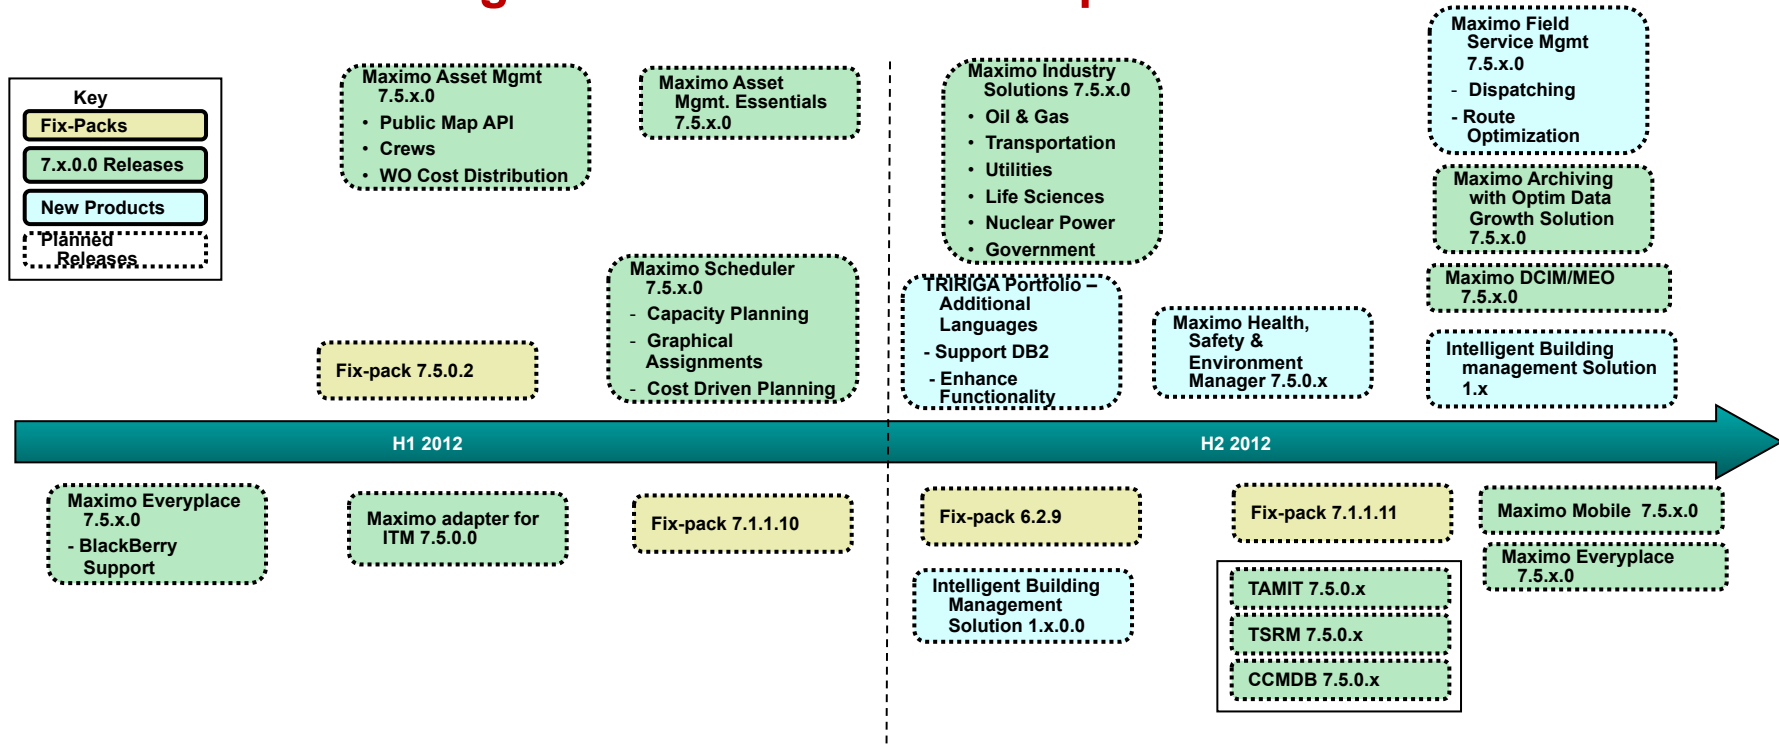 Key
Fix-Packs
7.x.0.0 Releases
New Products
Planned
Releases
Maximo Asset Mgmt
7.5.x.0
• Public Map API
• Crews
• WO Cost Distribution
Maximo Asset
Mgmt. Essentials
7.5.x.0
Maximo Scheduler
7.5.x.0
- Capacity Planning
- Graphical
Assignments
- Cost Driven Planning
Fix-pack 7.5.0.2
Maximo Industry
Solutions 7.5.x.0
• Oil & Gas
• Transportation
• Utilities
• Life Sciences
• Nuclear Power
• Government
TRIRIGA Portfolio –
Additional
Languages
- Support DB2
- Enhance
Functionality
Maximo Health,
Safety &
Environment
Manager 7.5.0.x
Maximo Field
Service Mgmt
7.5.x.0
- Dispatching
- Route
Optimization
Maximo Archiving
with Optim Data
Growth Solution
7.5.x.0
Maximo DCIM/MEO
7.5.x.0
Intelligent Building
management Solution
1.x
H1 2012
H2 2012
Maximo Everyplace
7.5.x.0
- BlackBerry
Support
Maximo adapter for
ITM 7.5.0.0
Fix-pack 7.1.1.10
Fix-pack 6.2.9
Intelligent Building
Management
Solution 1.x.0.0
Fix-pack 7.1.1.11
TAMIT 7.5.0.x
TSRM 7.5.0.x
CCMDB 7.5.0.x
Maximo Mobile 7.5.x.0
Maximo Everyplace
7.5.x.0